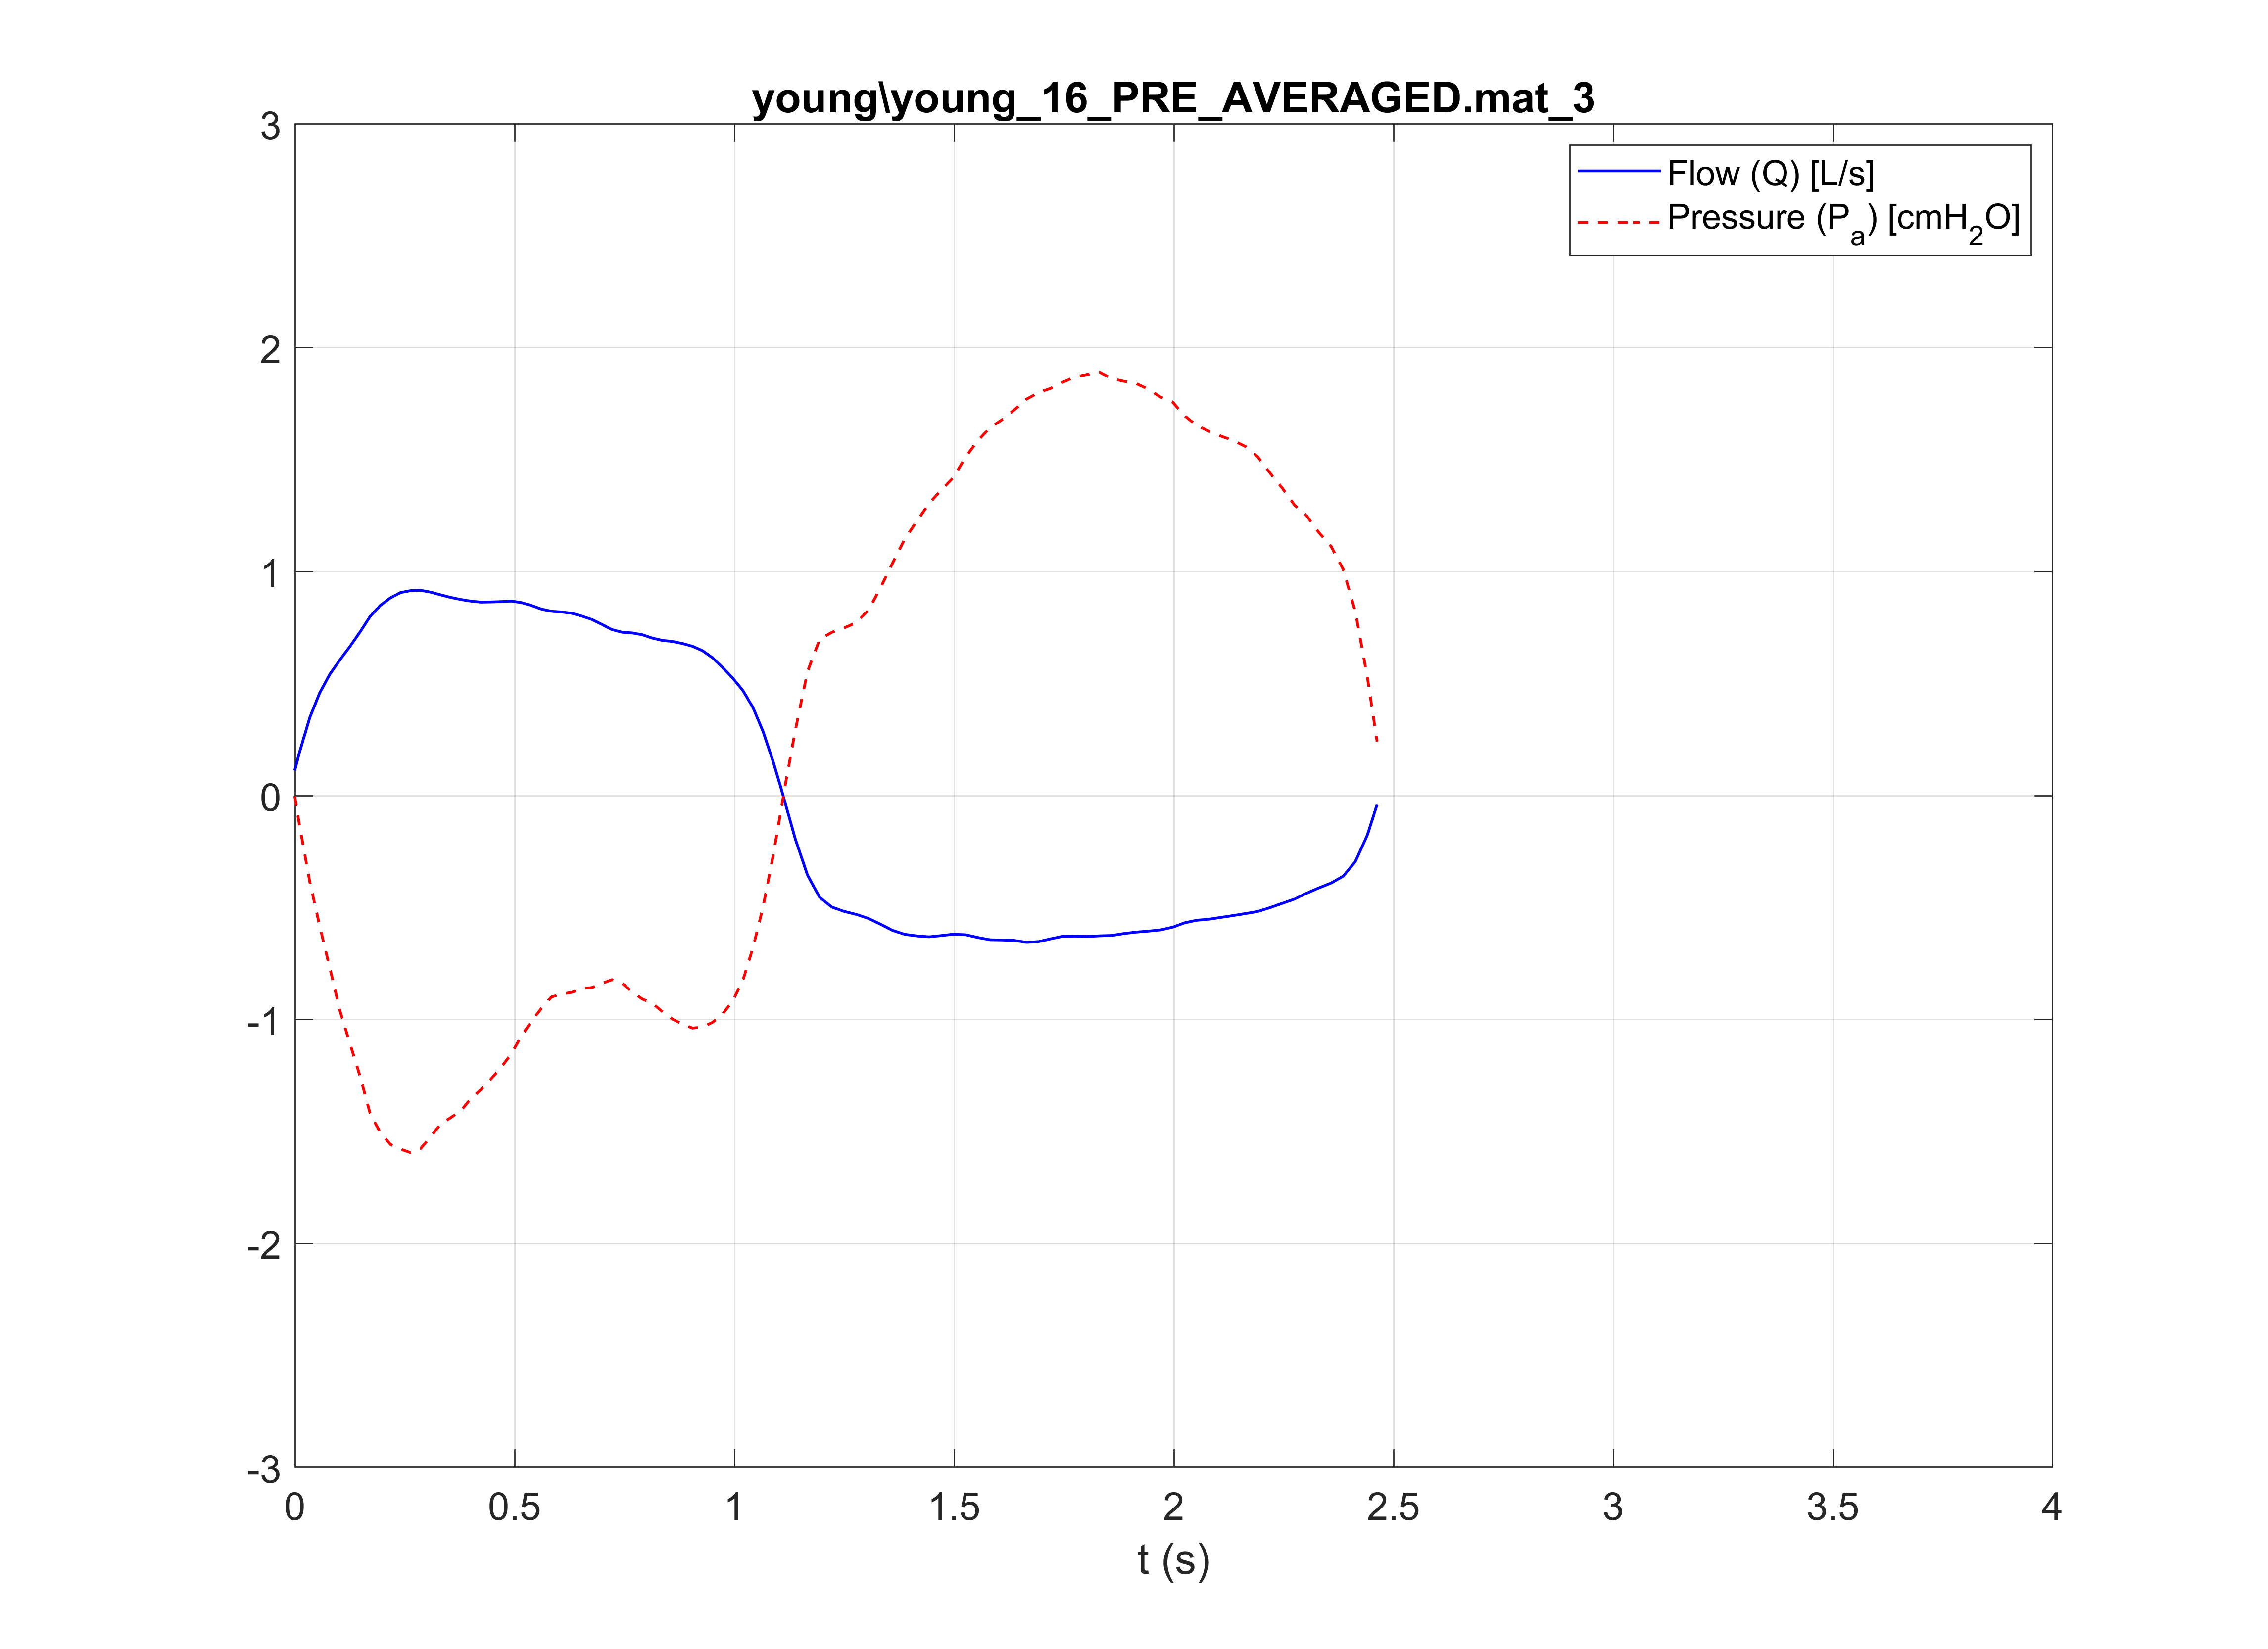 young\young_16_PRE_AVERAGED.mat_3
3
2
1
0
-1
-2
-3
Flow (Q) [L/s]
Pressure (Pa) [cmH2O]
0 0.5 1 1.5 2 2.5 3 3.5 4
t (s)